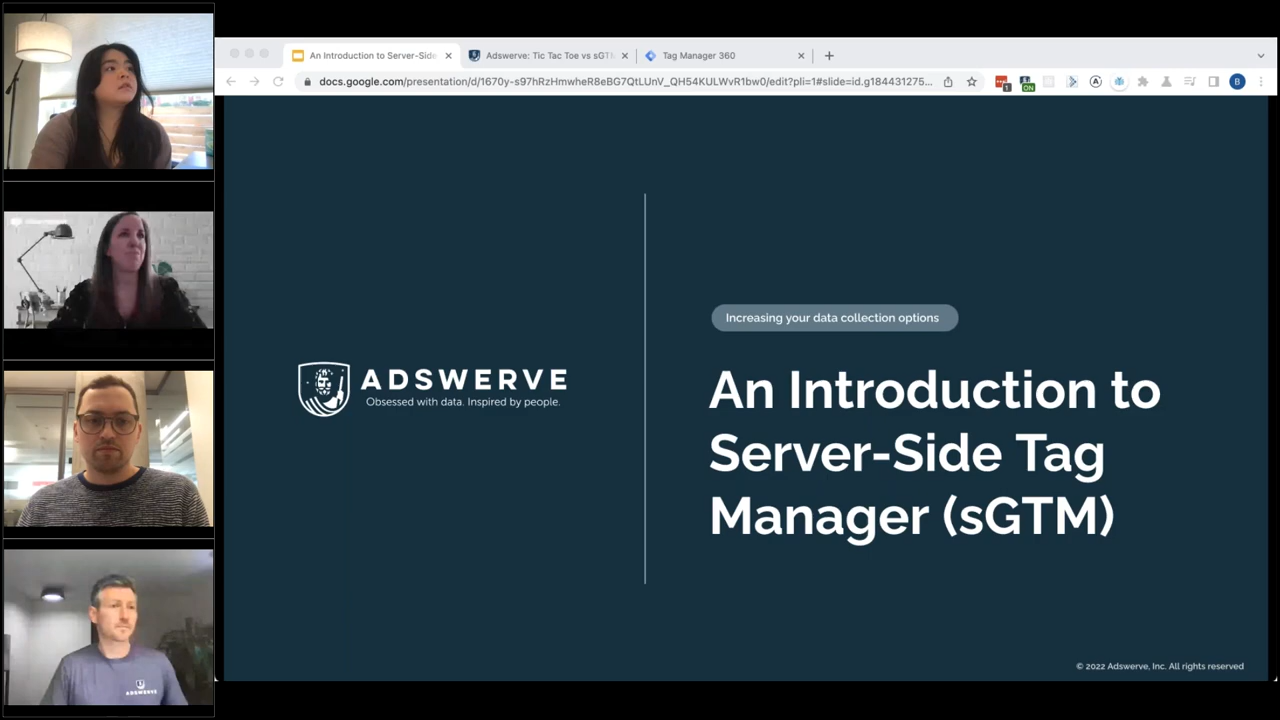 An Introduction to Server-Side
Adswerve: Tic Tac Toe vs sGTM
Tag Manager 360
docs.google.com/presentation/d/1670y-s97hRzHmwheR8eBG7QtLUnV_QH54KULWvR1bw0/edit?pli=1#slide=id.g184431275...
1
ON
A
B
Increasing your data collection options
ADSWERVE
Obsessed with data. Inspired by people.
An Introduction to
Server-Side Tag
Manager (sGTM)
© 2022 Adswerve, Inc. All rights reserved
ADSWERVE